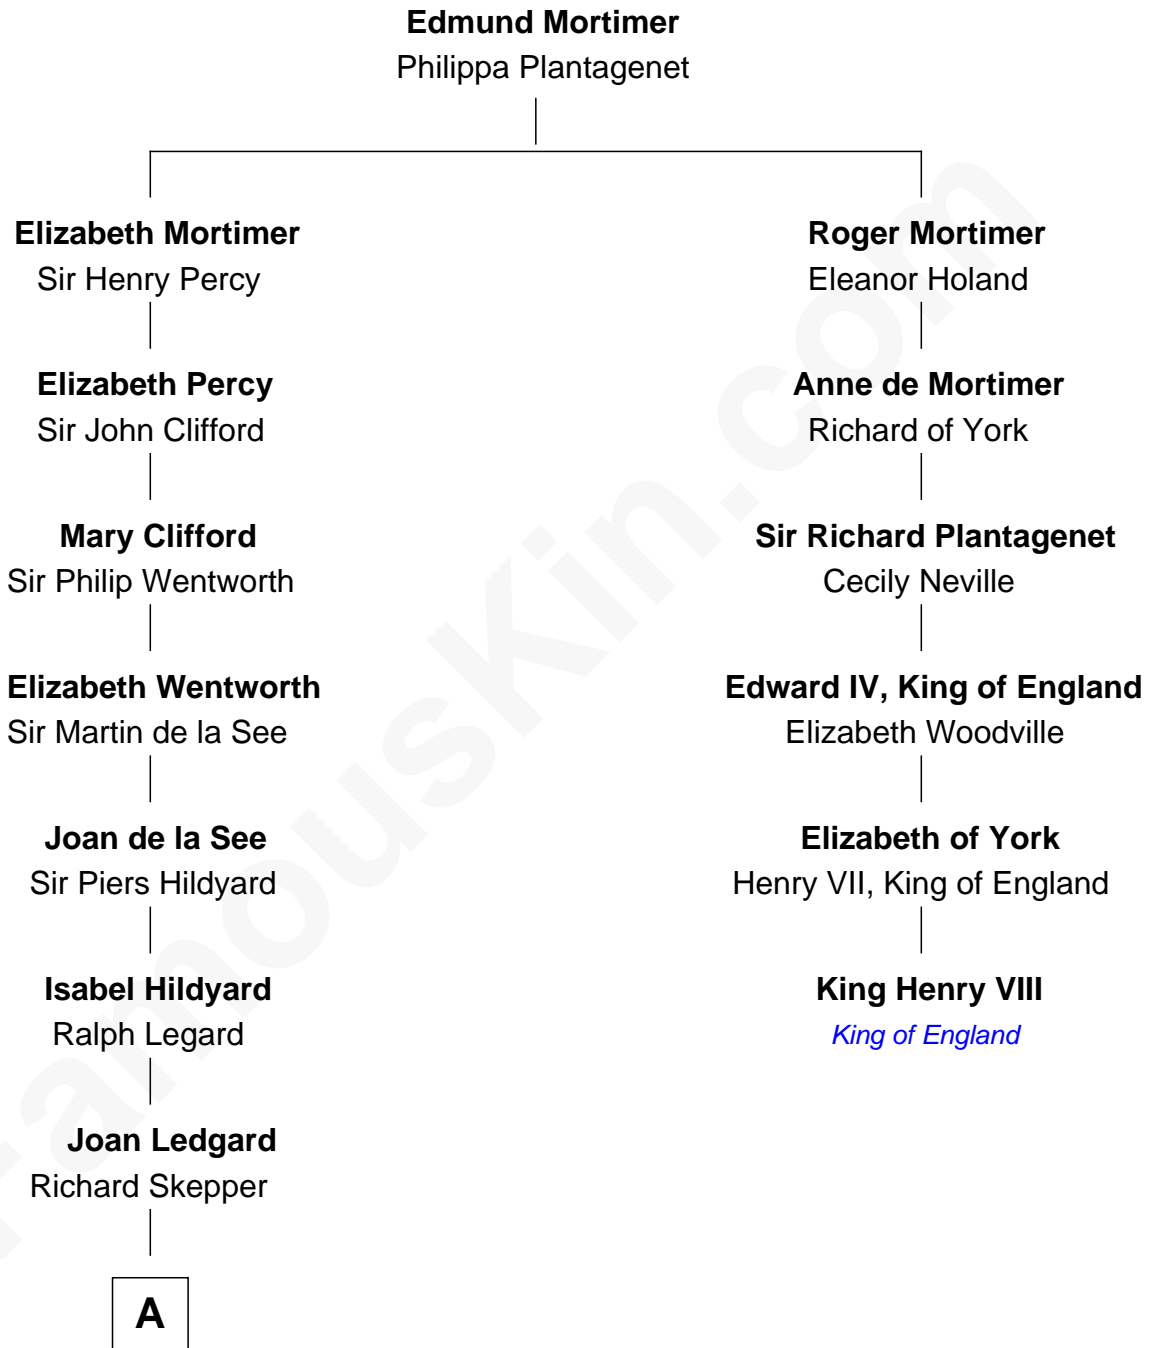 Edmund Mortimer
Philippa Plantagenet
Elizabeth Mortimer
Sir Henry Percy
Roger Mortimer
Eleanor Holand
Elizabeth Percy
Sir John Clifford
Anne de Mortimer
Richard of York
Mary Clifford
Sir Philip Wentworth
Sir Richard Plantagenet
Cecily Neville
Elizabeth Wentworth
Sir Martin de la See
Edward IV, King of England
Elizabeth Woodville
Joan de la See
Sir Piers Hildyard
Elizabeth of York
Henry VII, King of England
Isabel Hildyard
Ralph Legard
King Henry VIII
King of England
Joan Ledgard
Richard Skepper
A
FamousKin.com